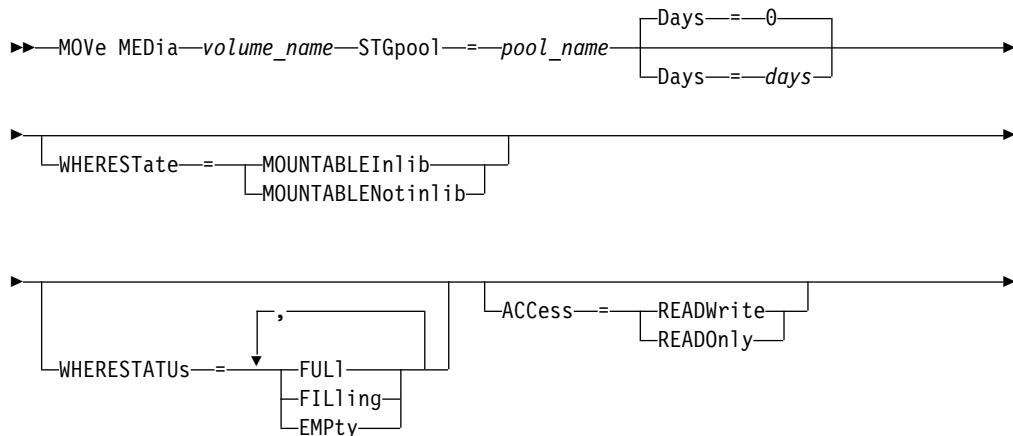 Days = 0
MOVe MEDia volume_name STGpool = pool_name
Days = days
WHERESTate = MOUNTABLEInlib
MOUNTABLENotinlib
,
WHERESTATUs = FULl
FILling
EMPty
ACCess = READWrite
READOnly